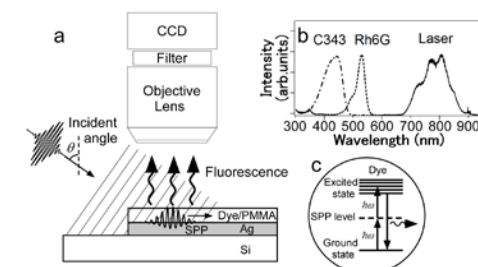 a
CCD
Filter
Objective
Lens
Incident
angle
θ
Fluorescence
Dye/PMMA
SPP
Ag
Si
b
C343 Rh6G Laser
Intensity
(arb.units)
300 400 500 600 700 800 900
Wavelength (nm)
c
Dye
Excited
state
ħω
SPP level
ħω
Ground
state